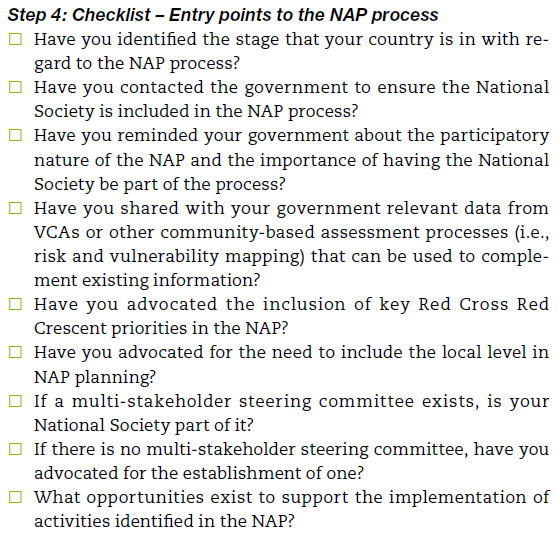 Step 4: Checklist – Entry points to the NAP process
□ Have you identified the stage that your country is in with re-
gard to the NAP process?
□ Have you contacted the government to ensure the National
Society is included in the NAP process?
□ Have you reminded your government about the participatory
nature of the NAP and the importance of having the National
Society be part of the process?
□ Have you shared with your government relevant data from
VCAs or other community-based assessment processes (i.e.,
risk and vulnerability mapping) that can be used to comple-
ment existing information?
□ Have you advocated the inclusion of key Red Cross Red
Crescent priorities in the NAP?
□ Have you advocated for the need to include the local level in
NAP planning?
□ If a multi-stakeholder steering committee exists, is your
National Society part of it?
□ If there is no multi-stakeholder steering committee, have you
advocated for the establishment of one?
□ What opportunities exist to support the implementation of
activities identified in the NAP?